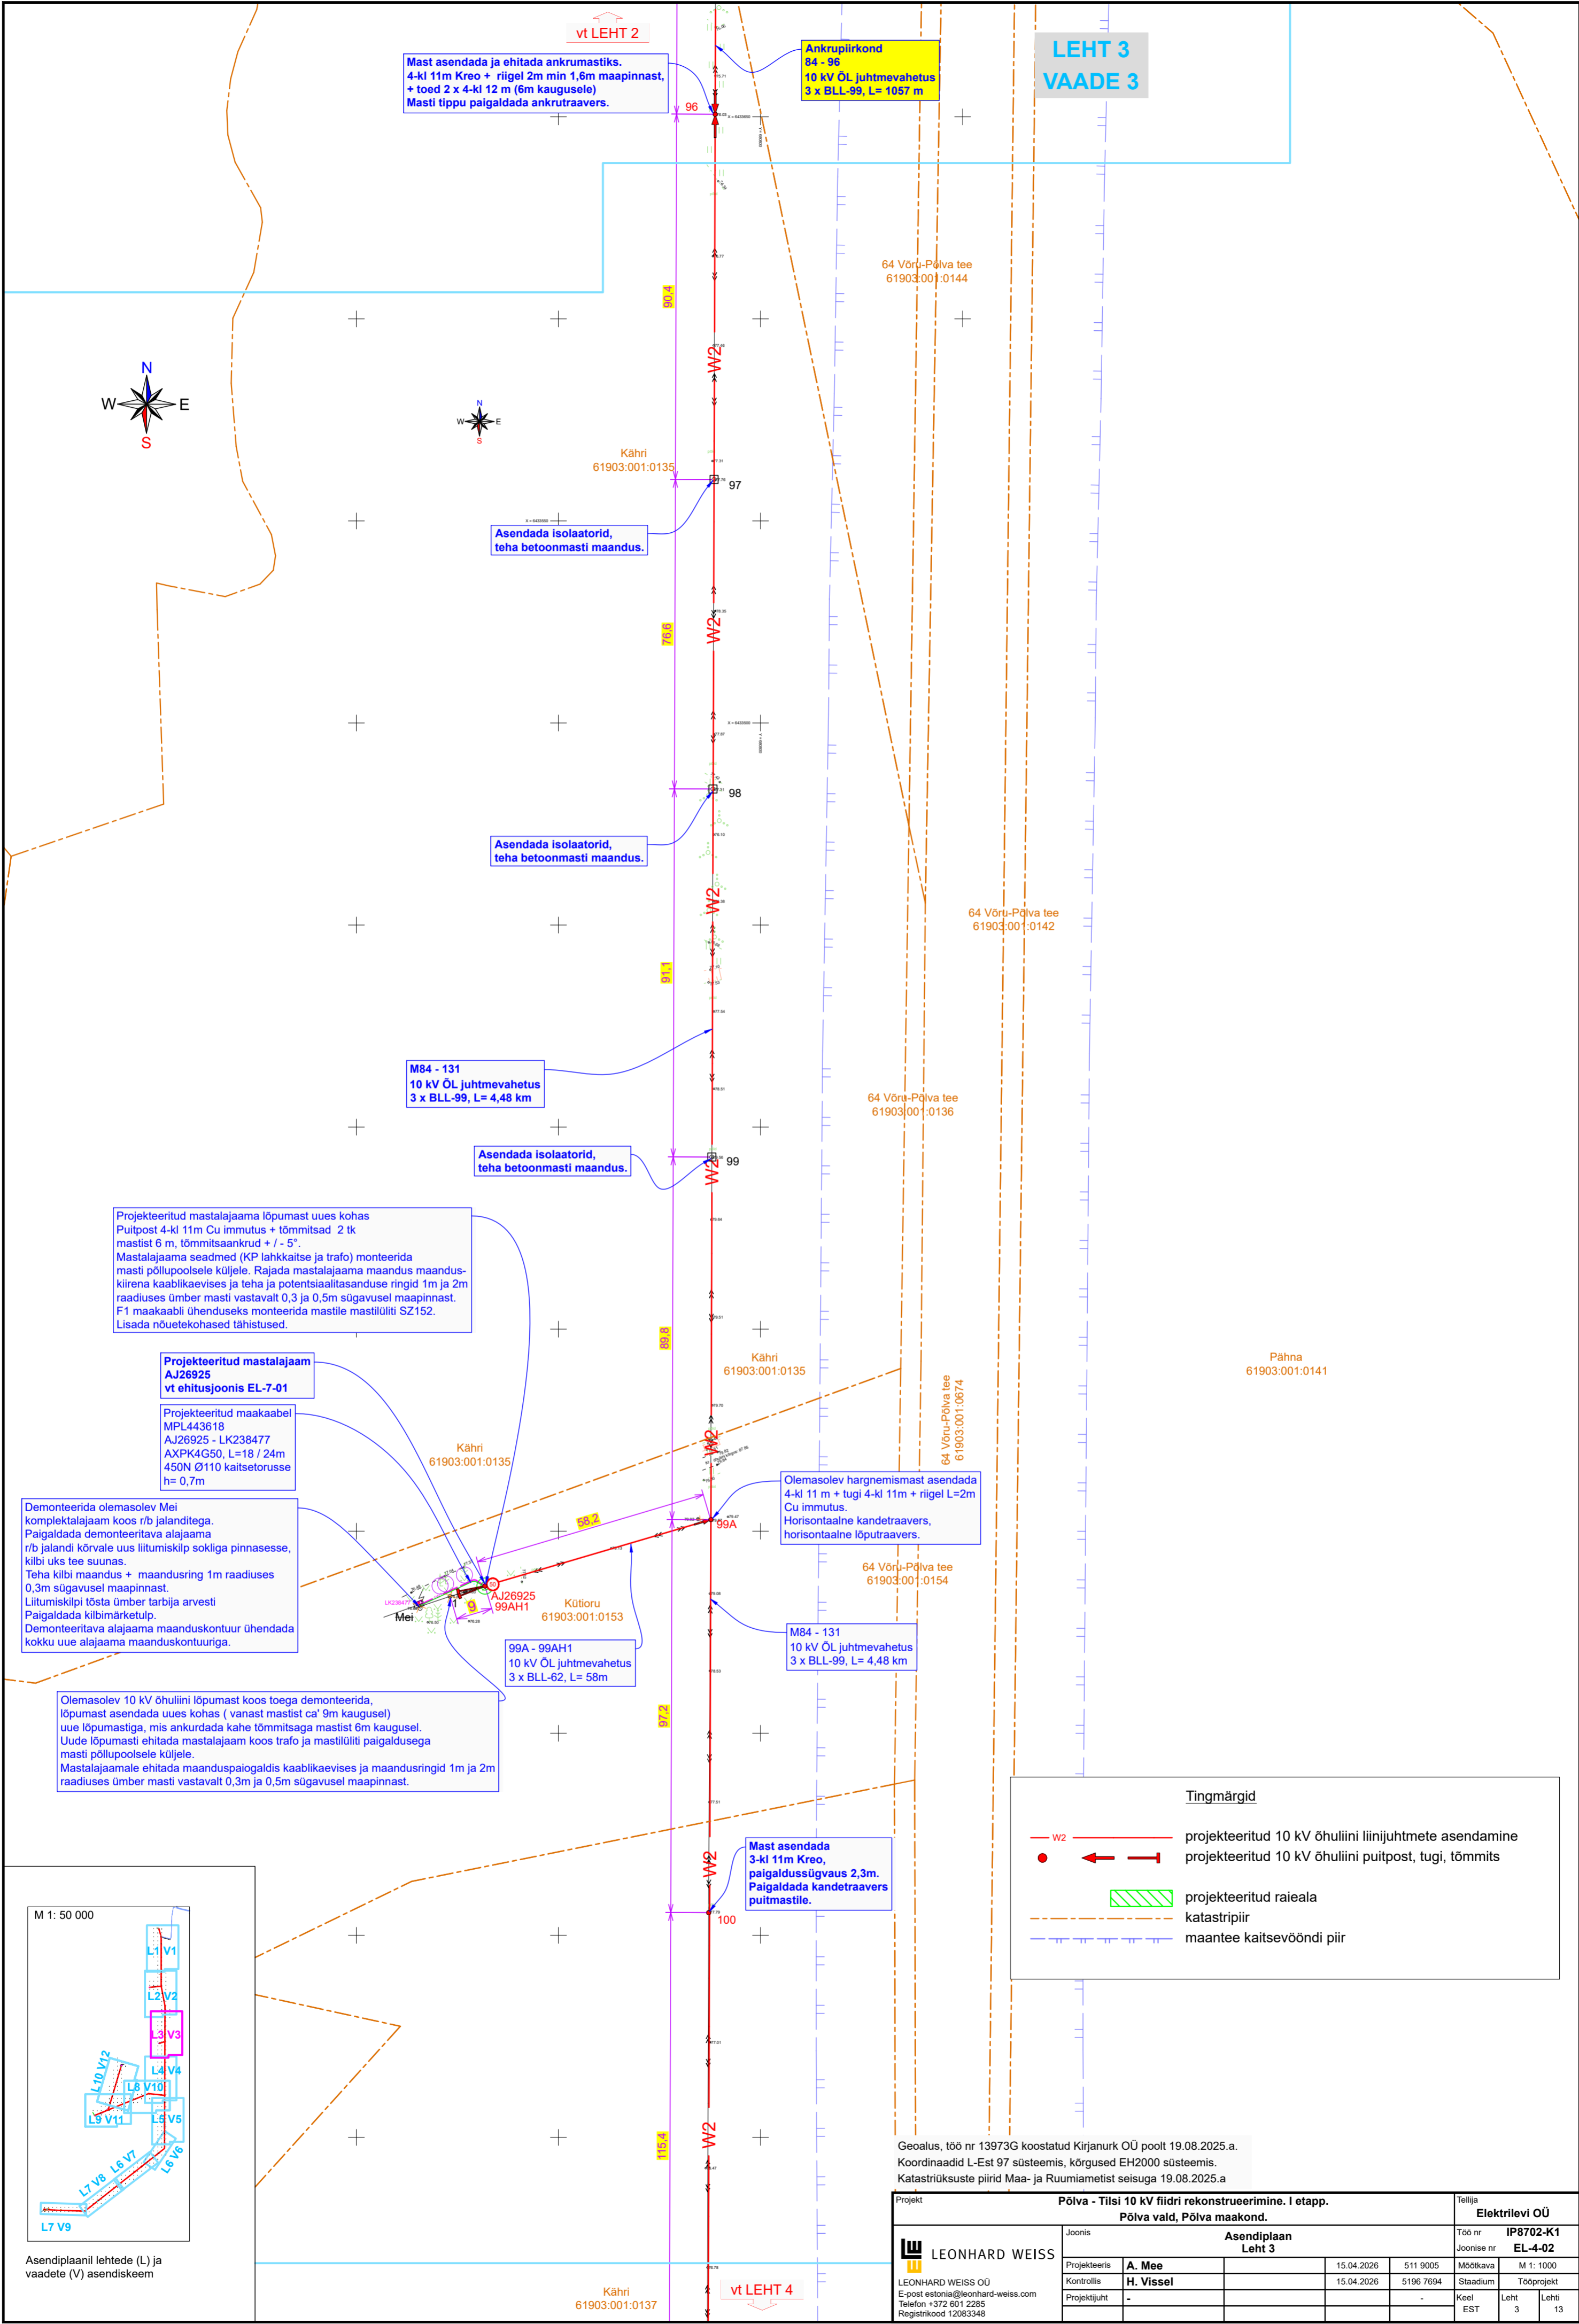 vt LEHT 2
Mast asendada ja ehitada ankrumastiks.
4-kl 11m Kreo + riigel 2m min 1,6m maapinnast,
+ toed 2 x 4-kl 12 m (6m kaugusele)
Masti tippu paigaldada ankrutraavers.
Ankrupiirkond
84 - 96
10 kV ÕL juhtmevahetus
3 x BLL-99, L= 1057 m
LEHT 3
VAADE 3
96
64 Võru-Põlva tee
61903:001:0144
90,4
W2
N
W E
S
N
W E
S
Kähri
61903:001:0135
97
Asendada isolaatorid,
teha betoonmasti maandus.
76,6
W2
98
Asendada isolaatorid,
teha betoonmasti maandus.
W2
64 Võru-Põlva tee
61903:001:0142
91,1
M84 - 131
10 kV ÕL juhtmevahetus
3 x BLL-99, L= 4,48 km
64 Võru-Põlva tee
61903:001:0136
Asendada isolaatorid,
teha betoonmasti maandus.
99
W2
Projekteeritud mastalajaama lõpumast uues kohas
Puitpost 4-kl 11m Cu immutus + tõmmitsad 2 tk
mastist 6 m, tõmmitsaankrud + / - 5°.
Mastalajaama seadmed (KP lahkkaitse ja trafo) monteerida
masti põllupoolsele küljele. Rajada mastalajaama maandus maandus-
kiirena kaablikaevises ja teha ja potentsiaalitasanduse ringid 1m ja 2m
raadiuses ümber masti vastavalt 0,3 ja 0,5m sügavusel maapinnast.
F1 maakaabli ühenduseks monteerida mastile mastilüliti SZ152.
Lisada nõuetekohased tähistused.
89,8
Kähri
61903:001:0135
Pähna
61903:001:0141
Projekteeritud mastalajaam
AJ26925
vt ehitusjoonis EL-7-01
64 Võru-Põlva tee
61903:001:0674
Projekteeritud maakaabel
MPL443618
AJ26925 - LK238477
AXPK4G50, L=18 / 24m
450N Ø110 kaitsetorusse
h= 0,7m
Kähri
61903:001:0135
W2
Olemasolev hargnemismast asendada
4-kl 11 m + tugi 4-kl 11m + riigel L=2m
Cu immutus.
Horisontaalne kandetraavers,
horisontaalne lõputraavers.
Demonteerida olemasolev Mei
komplektalajaam koos r/b jalanditega.
Paigaldada demonteeritava alajaama
r/b jalandi kõrvale uus liitumiskilp sokliga pinnasesse,
kilbi uks tee suunas.
Teha kilbi maandus + maandusring 1m raadiuses
0,3m sügavusel maapinnast.
Liitumiskilpi tõsta ümber tarbija arvesti
Paigaldada kilbimärketulp.
Demonteeritava alajaama maanduskontuur ühendada
kokku uue alajaama maanduskontuuriga.
58,2
99A
64 Võru-Põlva tee
61903:001:0154
LK238477
Mei
1
9
AJ26925
99AH1
Kütioru
61903:001:0153
99A - 99AH1
10 kV ÕL juhtmevahetus
3 x BLL-62, L= 58m
M84 - 131
10 kV ÕL juhtmevahetus
3 x BLL-99, L= 4,48 km
Olemasolev 10 kV õhuliini lõpumast koos toega demonteerida,
lõpumast asendada uues kohas ( vanast mastist ca' 9m kaugusel)
uue lõpumastiga, mis ankurdada kahe tõmmitsaga mastist 6m kaugusel.
Uude lõpumasti ehitada mastalajaam koos trafo ja mastilüliti paigaldusega
masti põllupoolsele küljele.
Mastalajaamale ehitada maanduspaiogaldis kaablikaevises ja maandusringid 1m ja 2m
raadiuses ümber masti vastavalt 0,3m ja 0,5m sügavusel maapinnast.
97,2
Tingmärgid
W2 projekteeritud 10 kV õhuliini liinijuhtmete asendamine
projekteeritud 10 kV õhuliini puitpost, tugi, tõmmits
projekteeritud raieala
katastripiir
maantee kaitsevööndi piir
Mast asendada
3-kl 11m Kreo,
paigaldussügvaus 2,3m.
Paigaldada kandetraavers
puitmastile.
W2
100
M 1: 50 000
L1 V1
L2 V2
L3 V3
L4 V4
L10 V12
L8 V10
L9 V11
L5 V5
L6 V6
L6 V7
L7 V8
L7 V9
Asendiplaanil lehtede (L) ja
vaadete (V) asendiskeem
115,4
W2
Kähri
61903:001:0137
vt LEHT 4
Geoalus, töö nr 13973G koostatud Kirjanurk OÜ poolt 19.08.2025.a.
Koordinaadid L-Est 97 süsteemis, kõrgused EH2000 süsteemis.
Katastriüksuste piirid Maa- ja Ruumiametist seisuga 19.08.2025.a
Projekt
Põlva - Tilsi 10 kV fiidri rekonstrueerimine. I etapp.
Põlva vald, Põlva maakond.
Tellija
Elektrilevi OÜ
LEONHARD WEISS
LEONHARD WEISS OÜ
E-post estonia@leonhard-weiss.com
Telefon +372 601 2285
Registrikood 12083348
Joonis
Asendiplaan
Leht 3
Töö nr IP8702-K1
Joonise nr EL-4-02
Projekteeris A. Mee 15.04.2026 511 9005 Mõõtkava M 1: 1000
Kontrollis H. Vissel 15.04.2026 5196 7694 Staadium Tööprojekt
Projektijuht - -
Keel Leht Lehti
EST 3 13